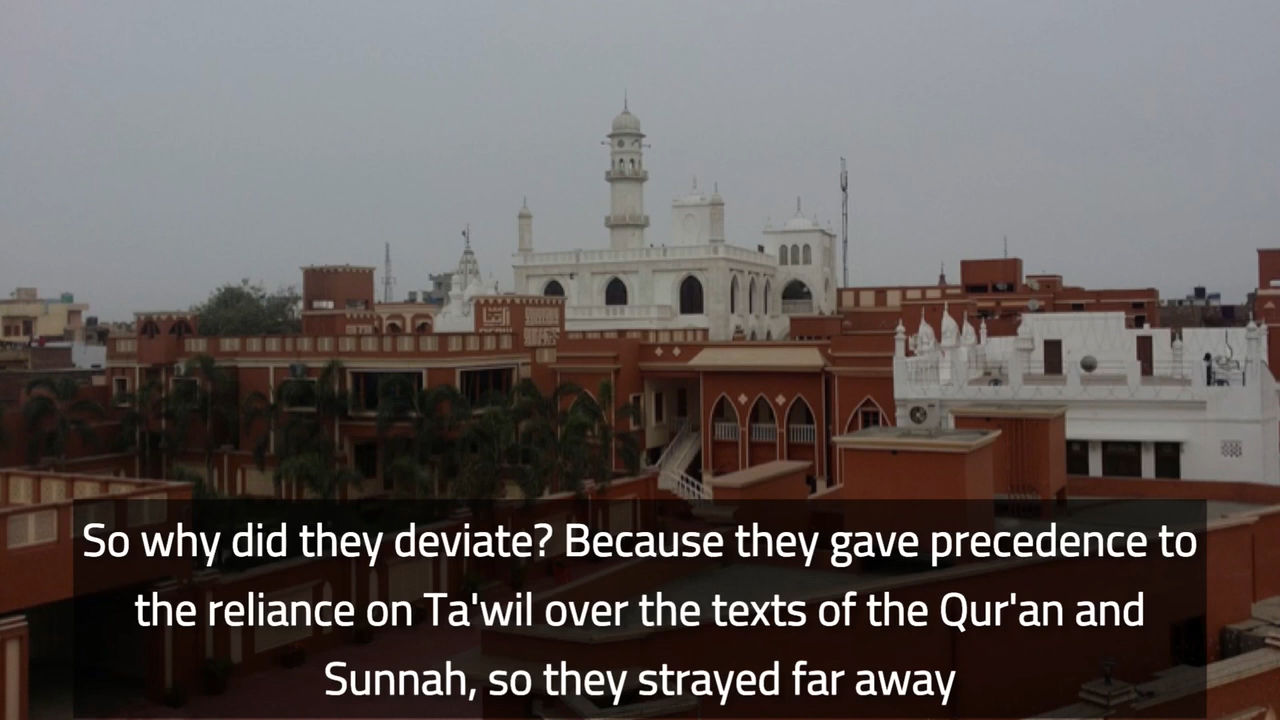 So why did they deviate? Because they gave precedence to
the reliance on Ta'wil over the texts of the Qur'an and
Sunnah, so they strayed far away